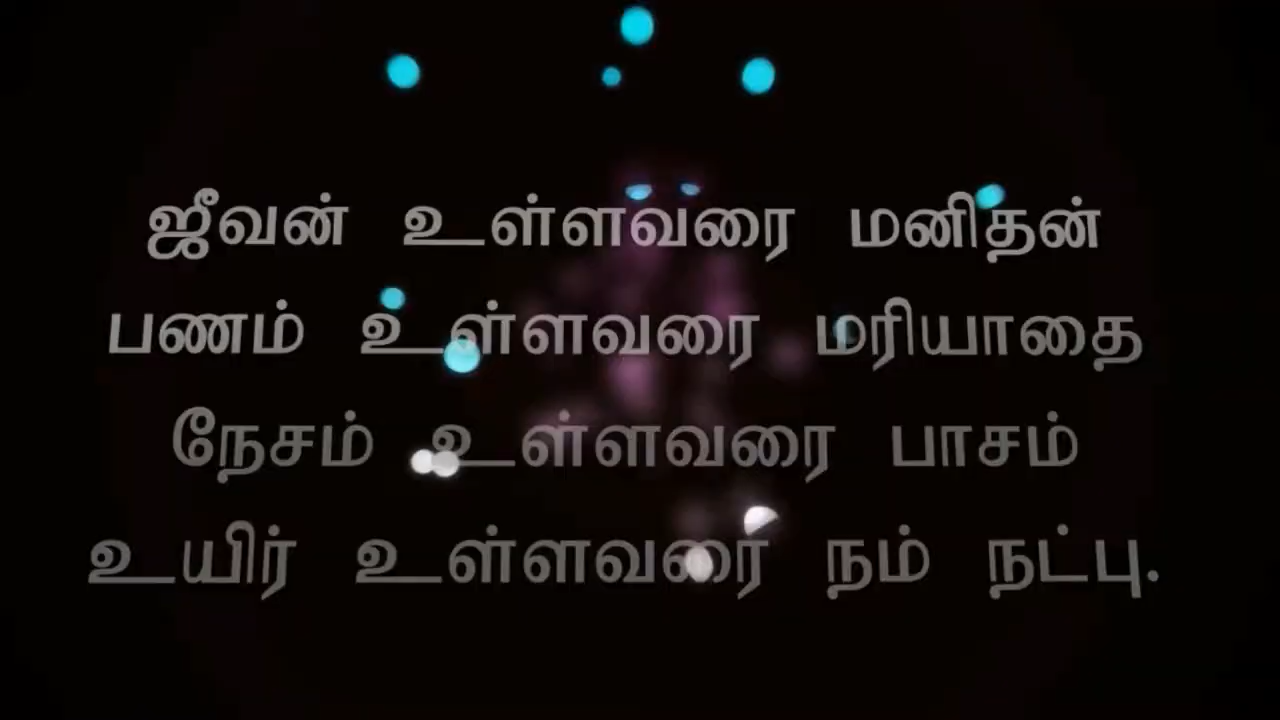 ஜீவன் உள்ளவரை மனிதன்
பணம் உள்ளவரை மரியாதை
நேசம் உள்ளவரை பாசம்
உயிர் உள்ளவரை நம் நட்பு.